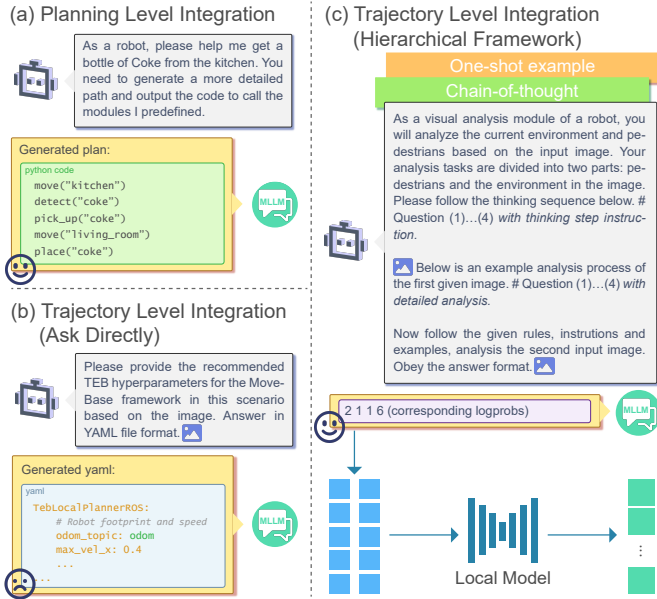 (a) Planning Level Integration
As a robot, please help me get a
bottle of Coke from the kitchen. You
need to generate a more detailed
path and output the code to call the
modules I predefined.
Generated plan:
python code
move("kitchen")
detect("coke")
pick_up("coke")
move("living_room")
place("coke")
MLLM
(b) Trajectory Level Integration
(Ask Directly)
Please provide the recommended
TEB hyperparameters for the Move-
Base framework in this scenario
based on the image. Answer in
YAML file format.
Generated yaml:
yaml
TebLocalPlannerROS:
# Robot footprint and speed
odom_topic: odom
max_vel_x: 0.4
...
...
MLLM
(c) Trajectory Level Integration
(Hierarchical Framework)
One-shot example
Chain-of-thought
As a visual analysis module of a robot, you
will analyze the current environment and pe-
destrians based on the input image. Your
analysis tasks are divided into two parts: pe-
destrians and the environment in the image.
Please follow the thinking sequence below. #
Question (1)...(4) with thinking step instruc-
tion.
Below is an example analysis process of
the first given image. # Question (1)...(4) with
detailed analysis.
Now follow the given rules, instrutions and
examples, analysis the second input image.
Obey the answer format.
2 1 1 6 (corresponding logprobs)
MLLM
Local Model
...